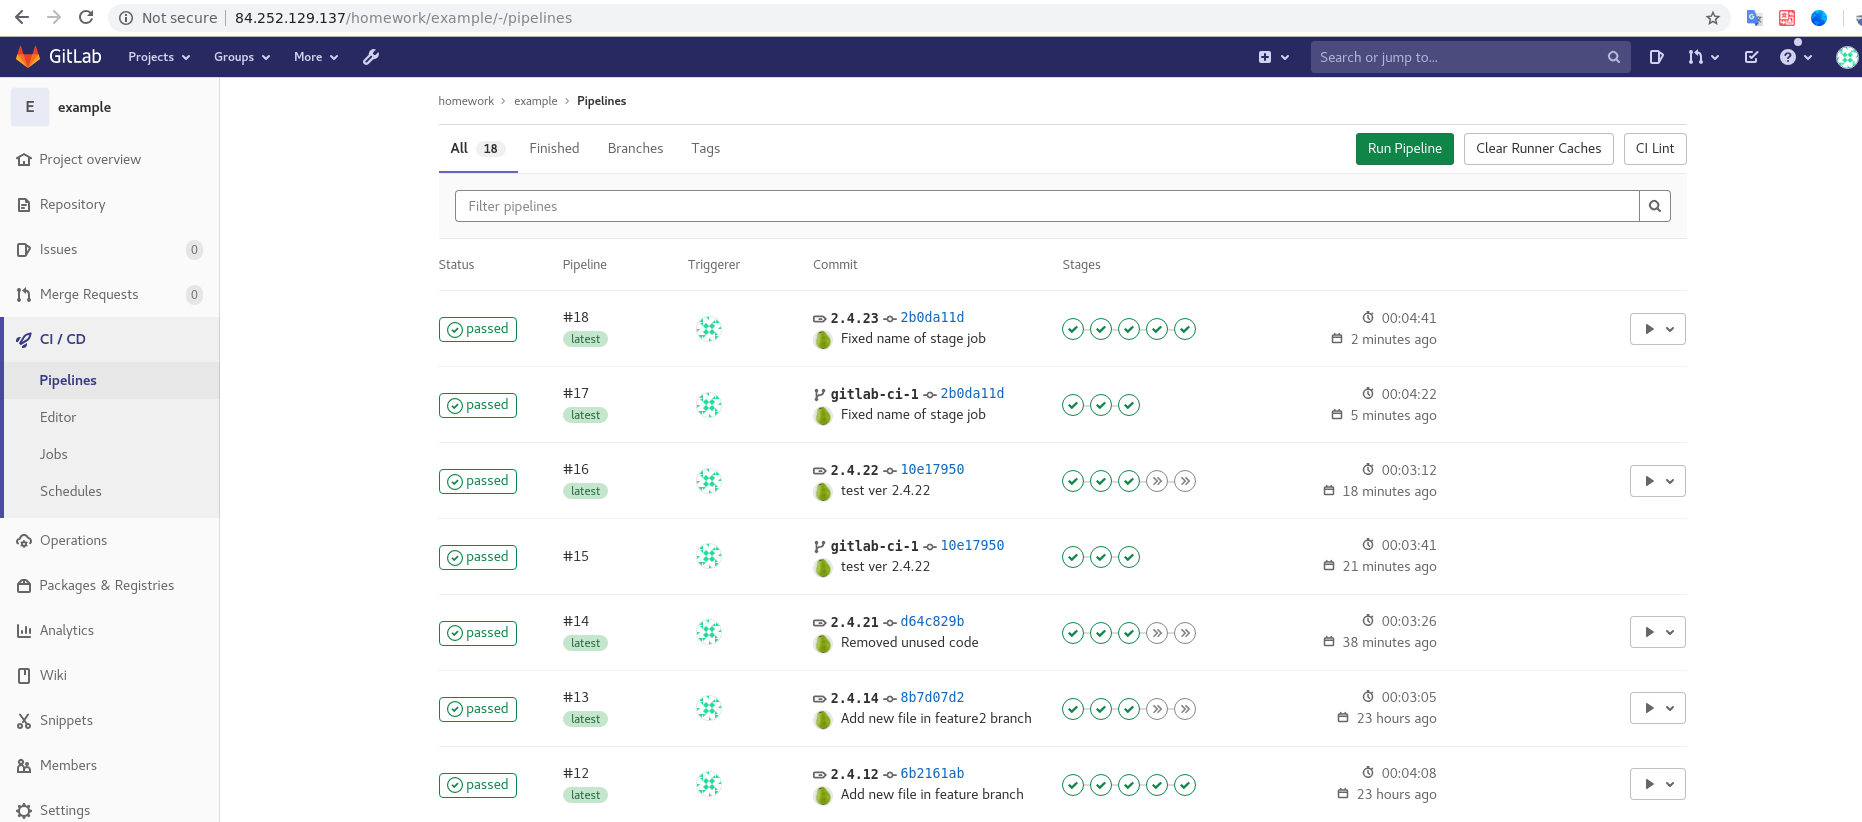 Not secure 84.252.129.137/homework/example/-/pipelines
GitLab Projects Groups More Search or jump to...
E example
Project overview
Repository
Issues 0
Merge Requests 0
CI / CD
Pipelines
Editor
Jobs
Schedules
Operations
Packages & Registries
Analytics
Wiki
Snippets
Members
Settings
homework > example > Pipelines
All 18 Finished Branches Tags Run Pipeline Clear Runner Caches CI Lint
Filter pipelines
Status Pipeline Triggerer Commit Stages
passed #18 latest 2.4.23 2b0da11d 00:04:41
Fixed name of stage job 2 minutes ago
passed #17 latest gitlab-ci-1 2b0da11d 00:04:22
Fixed name of stage job 5 minutes ago
passed #16 latest 2.4.22 10e17950 00:03:12
test ver 2.4.22 18 minutes ago
passed #15 gitlab-ci-1 10e17950 00:03:41
test ver 2.4.22 21 minutes ago
passed #14 latest 2.4.21 d64c829b 00:03:26
Removed unused code 38 minutes ago
passed #13 latest 2.4.14 8b7d07d2 00:03:05
Add new file in feature2 branch 23 hours ago
passed #12 latest 2.4.12 6b2161ab 00:04:08
Add new file in feature branch 23 hours ago